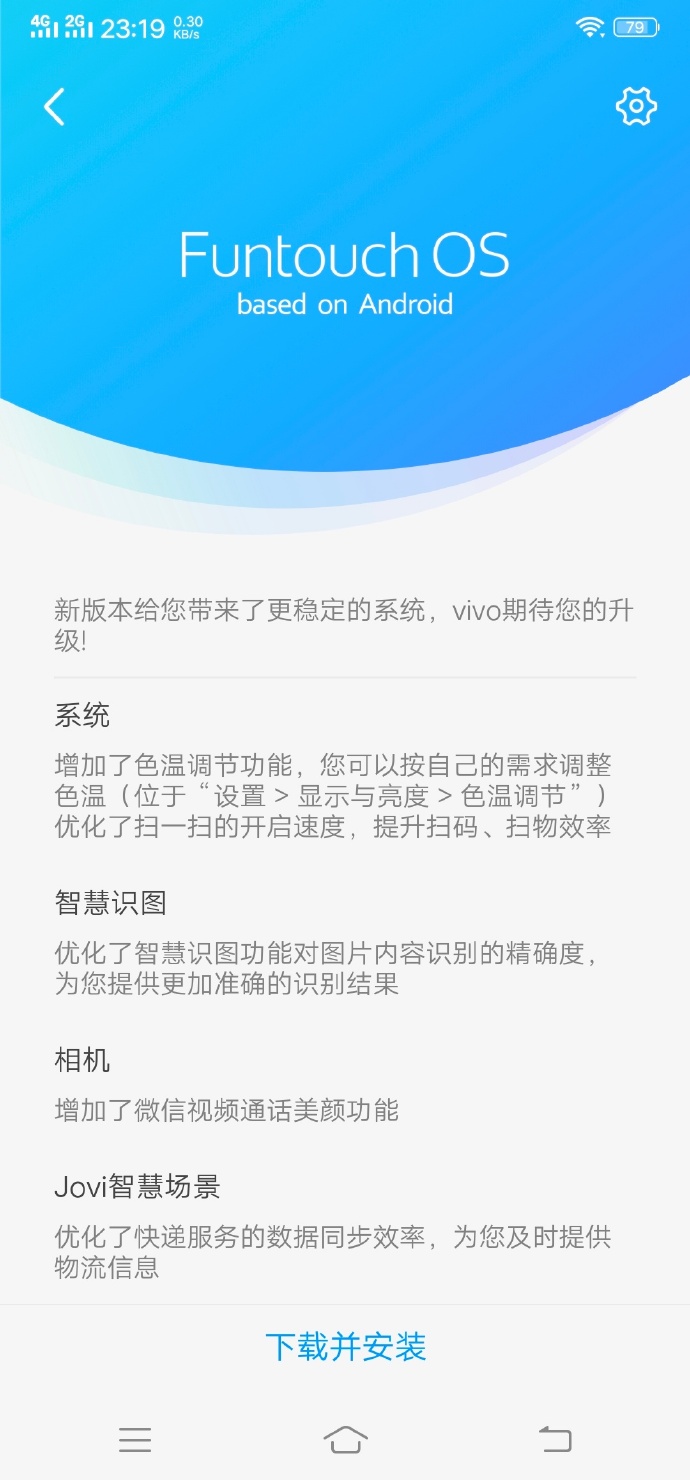 4G 2G 23:19 0.30 KB/s 79
Funtouch OS
based on Android
新版本给您带来了更稳定的系统，vivo期待您的升
级!
系统
增加了色温调节功能，您可以按自己的需求调整
色温（位于“设置 > 显示与亮度 > 色温调节”）
优化了扫一扫的开启速度，提升扫码、扫物效率
智慧识图
优化了智慧识图功能对图片内容识别的精确度，
为您提供更加准确的识别结果
相机
增加了微信视频通话美颜功能
Jovi智慧场景
优化了快递服务的数据同步效率，为您及时提供
物流信息
下载并安装